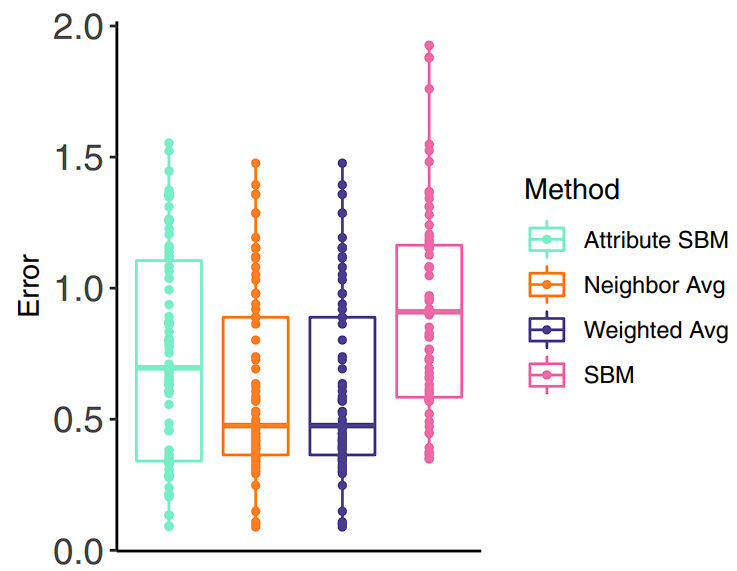 2.0
1.5
1.0
0.5
0.0
Error
Method
Attribute SBM
Neighbor Avg
Weighted Avg
SBM